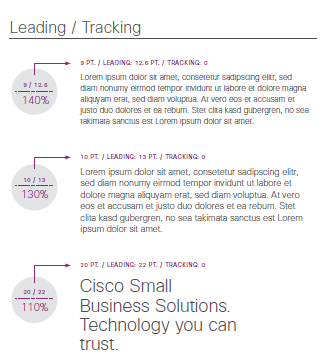 Leading / Tracking
9 PT. / LEADING: 12.6 PT. / TRACKING: 0
9 / 12.6
140%
Lorem ipsum dolor sit amet, consetetur sadipscing elitr, sed
diam nonumy eirmod tempor invidunt ut labore et dolore magna
aliquyam erat, sed diam voluptua. At vero eos et accusam et
justo duo dolores et ea rebum. Stet clita kasd gubergren, no sea
takimata sanctus est Lorem ipsum dolor sit amet.
10 PT. / LEADING: 13 PT. / TRACKING: 0
10 / 13
130%
Lorem ipsum dolor sit amet, consetetur sadipscing elitr,
sed diam nonumy eirmod tempor invidunt ut labore et
dolore magna aliquyam erat, sed diam voluptua. At vero
eos et accusam et justo duo dolores et ea rebum. Stet
clita kasd gubergren, no sea takimata sanctus est Lorem
ipsum dolor sit amet.
20 PT. / LEADING: 22 PT. / TRACKING: 0
20 / 22
110%
Cisco Small
Business Solutions.
Technology you can
trust.